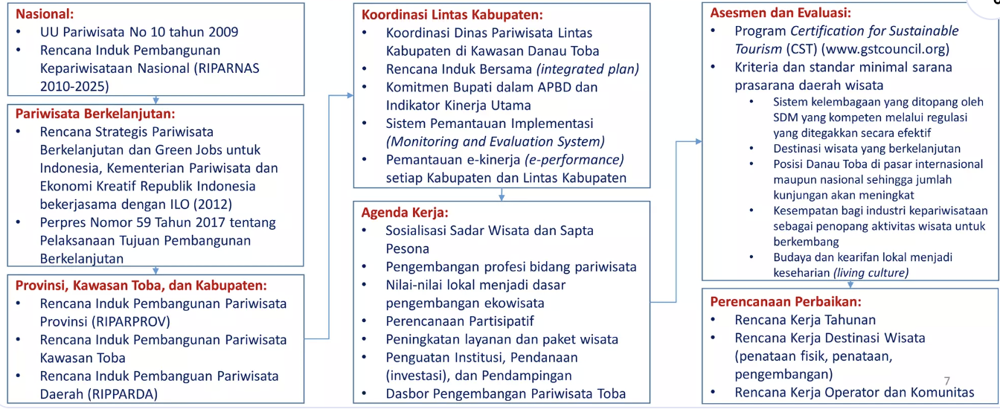 Nasional:
• UU Pariwisata No 10 tahun 2009
• Rencana Induk Pembangunan
Kepariwisataan Nasional (RIPARNAS
2010-2025)
Pariwisata Berkelanjutan:
• Rencana Strategis Pariwisata
Berkelanjutan dan Green Jobs untuk
Indonesia, Kementerian Pariwisata dan
Ekonomi Kreatif Republik Indonesia
bekerjasama dengan ILO (2012)
• Perpres Nomor 59 Tahun 2017 tentang
Pelaksanaan Tujuan Pembangunan
Berkelanjutan
Provinsi, Kawasan Toba, dan Kabupaten:
• Rencana Induk Pembangunan Pariwisata
Provinsi (RIPARPROV)
• Rencana Induk Pembangunan Pariwisata
Kawasan Toba
• Rencana Induk Pembanguan Pariwisata
Daerah (RIPPARDA)
Koordinasi Lintas Kabupaten:
• Koordinasi Dinas Pariwisata Lintas
Kabupaten di Kawasan Danau Toba
• Rencana Induk Bersama (integrated plan)
• Komitmen Bupati dalam APBD dan
Indikator Kinerja Utama
• Sistem Pemantauan Implementasi
(Monitoring and Evaluation System)
• Pemantauan e-kinerja (e-performance)
setiap Kabupaten dan Lintas Kabupaten
Agenda Kerja:
• Sosialisasi Sadar Wisata dan Sapta
Pesona
• Pengembangan profesi bidang pariwisata
• Nilai-nilai lokal menjadi dasar
pengembangan ekowisata
• Perencanaan Partisipatif
• Peningkatan layanan dan paket wisata
• Penguatan Institusi, Pendanaan
(investasi), dan Pendampingan
• Dasbor Pengembangan Pariwisata Toba
Asesmen dan Evaluasi:
• Program Certification for Sustainable
Tourism (CST) (www.gstcouncil.org)
• Kriteria dan standar minimal sarana
prasarana daerah wisata
• Sistem kelembagaan yang ditopang oleh
SDM yang kompeten melalui regulasi
yang ditegakkan secara efektif
• Destinasi wisata yang berkelanjutan
• Posisi Danau Toba di pasar internasional
maupun nasional sehingga jumlah
kunjungan akan meningkat
• Kesempatan bagi industri kepariwisataan
sebagai penopang aktivitas wisata untuk
berkembang
• Budaya dan kearifan lokal menjadi
keseharian (living culture)
Perencanaan Perbaikan:
• Rencana Kerja Tahunan
• Rencana Kerja Destinasi Wisata
(penataan fisik, penataan,
pengembangan)
• Rencana Kerja Operator dan Komunitas
7